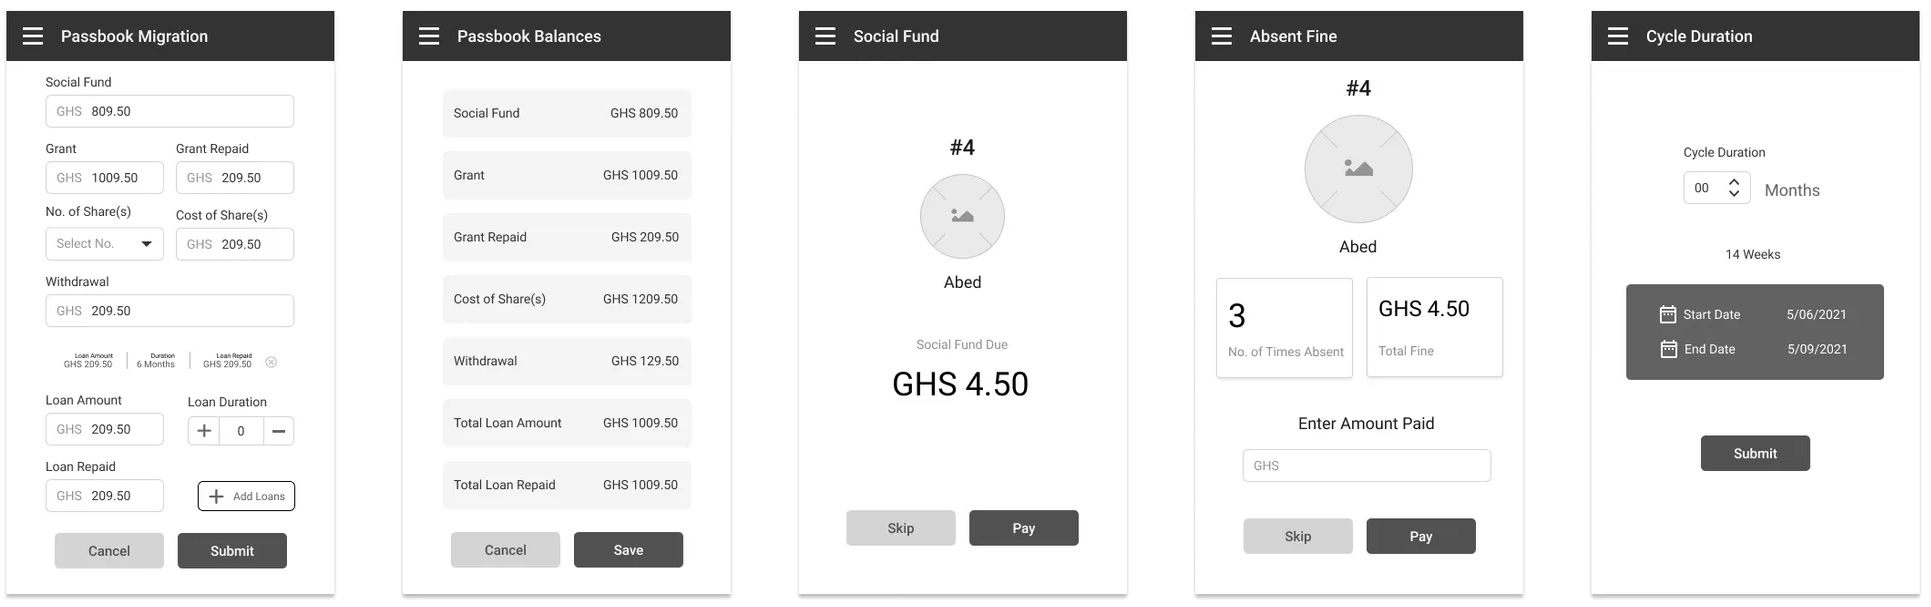 Passbook Migration
Social Fund
GHS 809.50
Grant Grant Repaid
GHS 1009.50 GHS 209.50
No. of Share(s) Cost of Share(s)
Select No. GHS 209.50
Withdrawal
GHS 209.50
Loan Amount Duration Loan Repaid
GHS 209.50 6 Months GHS 209.50
Loan Amount Loan Duration
GHS 209.50 0
Loan Repaid
GHS 209.50 Add Loans
Cancel Submit
Passbook Balances
Social Fund GHS 809.50
Grant GHS 1009.50
Grant Repaid GHS 209.50
Cost of Share(s) GHS 1209.50
Withdrawal GHS 129.50
Total Loan Amount GHS 1009.50
Total Loan Repaid GHS 1009.50
Cancel Save
Social Fund
#4
Abed
Social Fund Due
GHS 4.50
Skip Pay
Absent Fine
#4
Abed
3 GHS 4.50
No. of Times Absent Total Fine
Enter Amount Paid
GHS
Skip Pay
Cycle Duration
Cycle Duration
00 Months
14 Weeks
Start Date 5/06/2021
End Date 5/09/2021
Submit